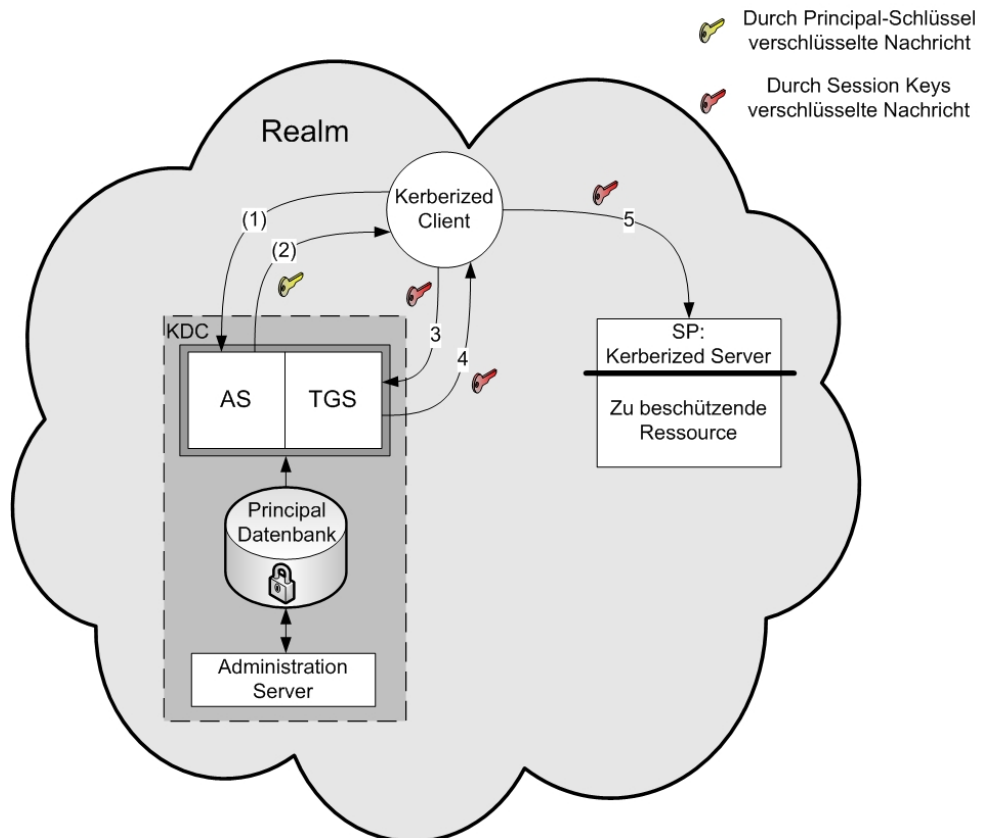 Durch Principal-Schlüssel
verschlüsselte Nachricht
Durch Session Keys
verschlüsselte Nachricht
Realm
Kerberized
Client
(1)
(2)
5
3
4
KDC
AS
TGS
SP:
Kerberized Server
Zu beschützende
Ressource
Principal
Datenbank
Administration
Server